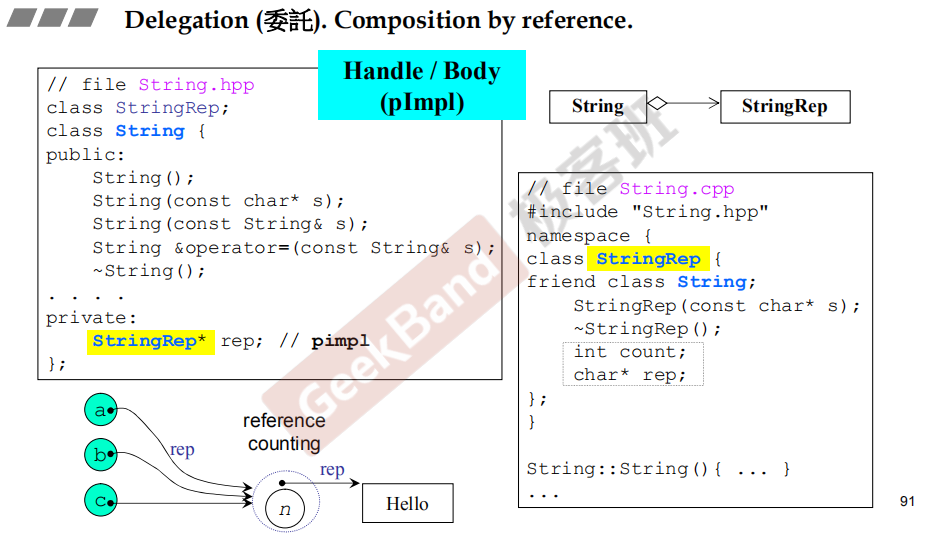 Delegation (委託). Composition by reference.
Handle / Body
(pImpl)
// file String.hpp
class StringRep;
class String {
public:
    String();
    String(const char* s);
    String(const String& s);
    String &operator=(const String& s);
    ~String();
. . . .
private:
    StringRep* rep; // pimpl
};
String
StringRep
// file String.cpp
#include "String.hpp"
namespace {
class StringRep {
friend class String;
    StringRep(const char* s);
    ~StringRep();
    int count;
    char* rep;
};
}
String::String(){ ... }
...
a
b
c
rep
reference
counting
rep
n
Hello
GeekBand 极客班
91